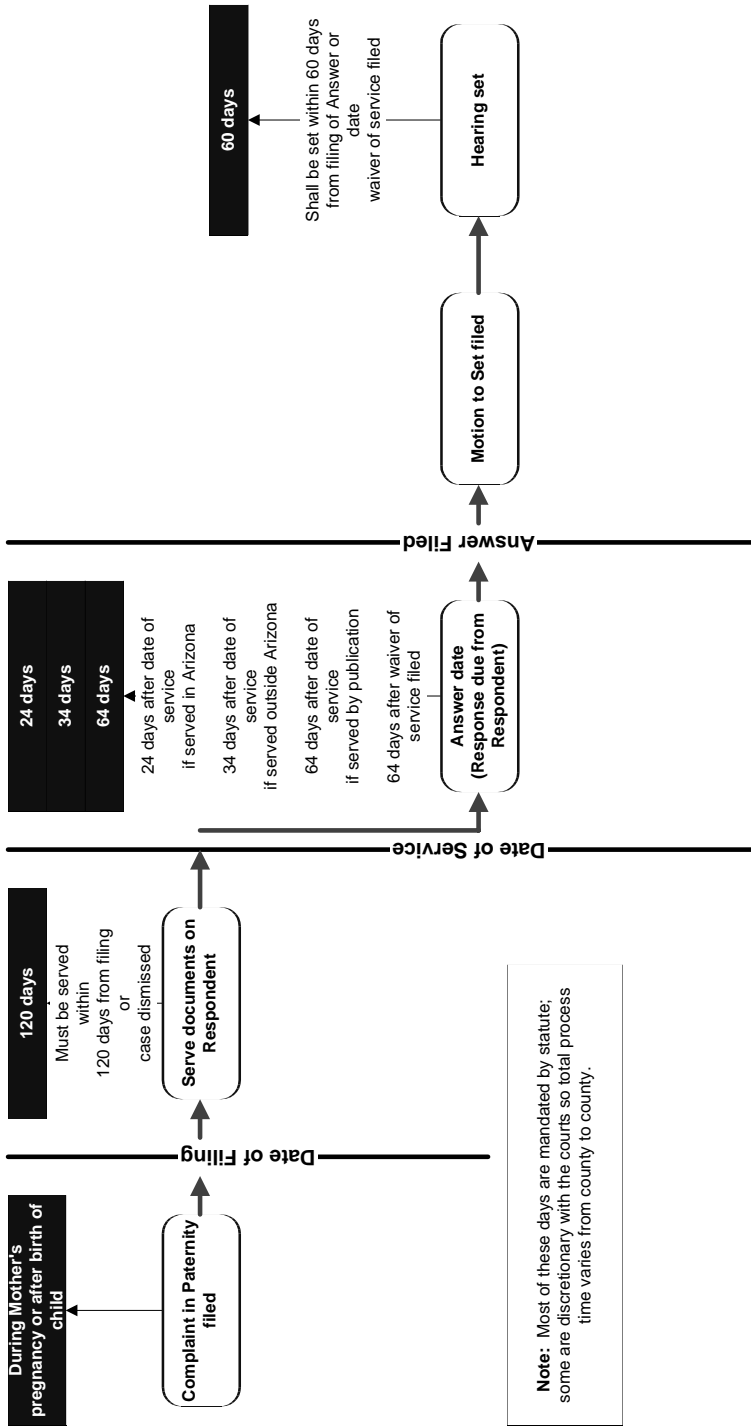 During Mother's
pregnancy or after birth of
child
Complaint in Paternity
filed
Date of Filing
120 days
Must be served
within
120 days from filing
or
case dismissed
Serve documents on
Respondent
Date of Service
24 days
34 days
64 days
24 days after date of
service
if served in Arizona
34 days after date of
service
if served outside Arizona
64 days after date of
service
if served by publication
64 days after waiver of
service filed
Answer date
(Response due from
Respondent)
Answer Filed
Motion to Set filed
60 days
Shall be set within 60 days
from filing of Answer or
date
waiver of service filed
Hearing set
Note: Most of these days are mandated by statute;
some are discretionary with the courts so total process
time varies from county to county.